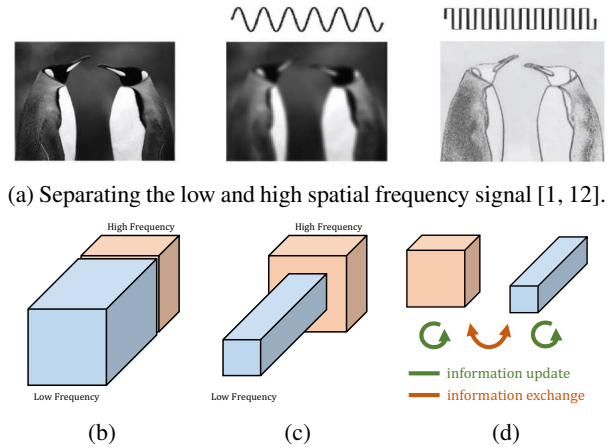 (a) Separating the low and high spatial frequency signal [1, 12].
High Frequency
High Frequency
(d)
Low Frequency
Low Frequency
information update
information exchange
(b)
(c)
(d)